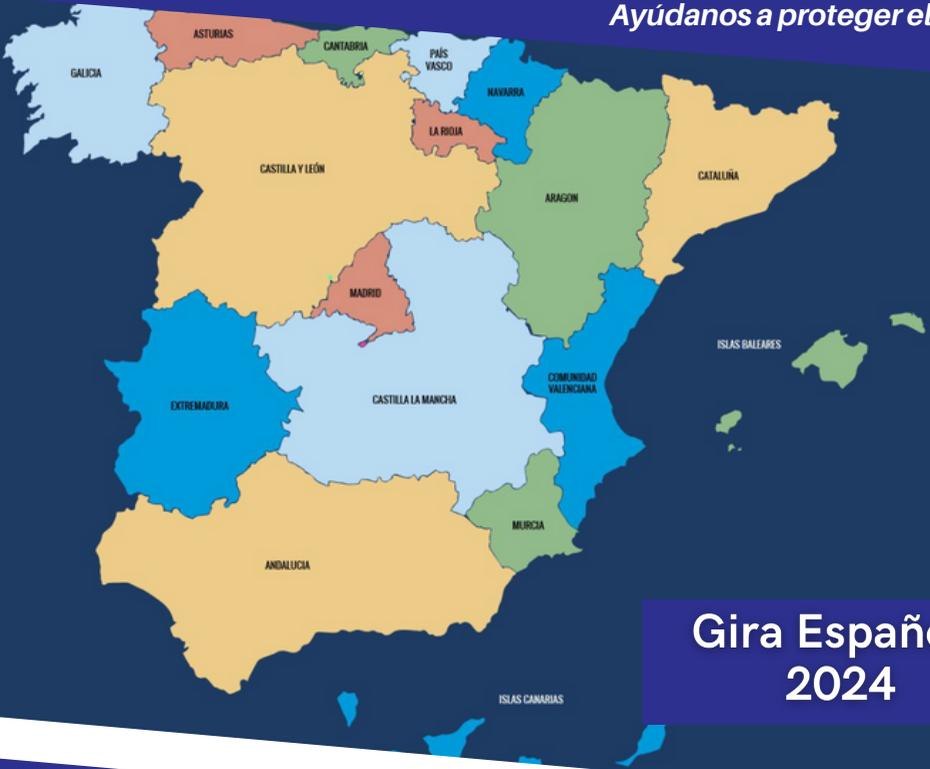 Ayúdanos a proteger el
ASTURIAS
CANTABRIA
PAÍS
VASCO
GALICIA
NAVARRA
LA RIOJA
CASTILLA Y LEÓN
CATALUÑA
ARAGON
MADRID
ISLAS BALEARES
COMUNIDAD
VALENCIANA
CASTILLA LA MANCHA
EXTREMADURA
MURCIA
ANDALUCIA
Gira Españ
2024
ISLAS CANARIAS